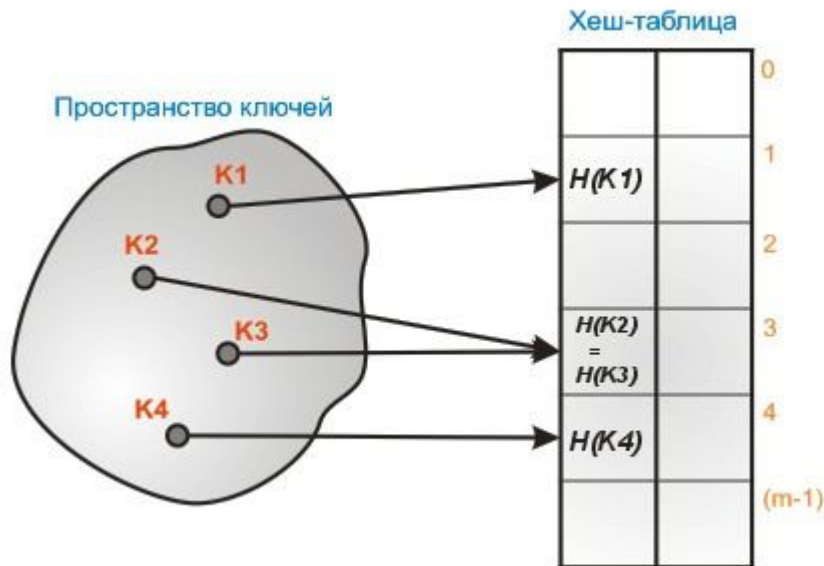 Хеш-таблица
Пространство ключей
0
1
2
3
4
(m-1)
K1
K2
K3
K4
H(K1)
H(K2)
=
H(K3)
H(K4)